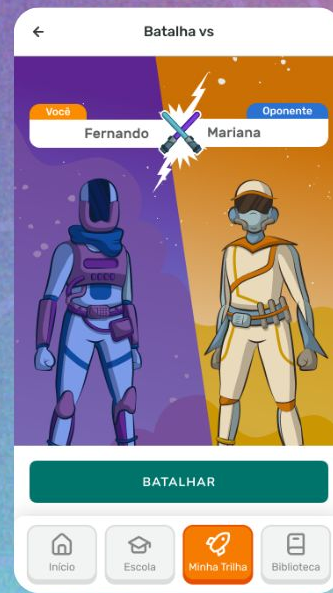 Batalha vs
Você
Oponente
Fernando
Mariana
BATALHAR
Início
Escola
Minha Trilha
Biblioteca